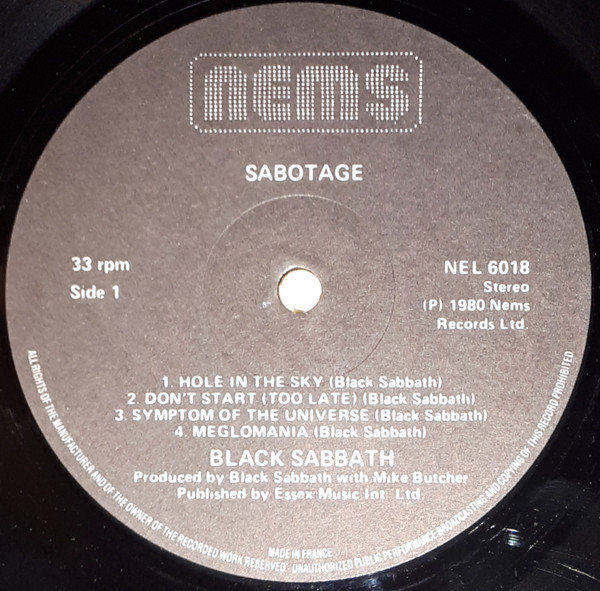 nems
SABOTAGE
33 rpm
Side 1
NEL 6018
Stereo
(P) 1980 Nems
Records Ltd.
1. HOLE IN THE SKY (Black Sabbath)
2. DON'T START (TOO LATE) (Black Sabbath)
3. SYMPTOM OF THE UNIVERSE (Black Sabbath)
4. MEGLOMANIA (Black Sabbath)
BLACK SABBATH
Produced by Black Sabbath with Mike Butcher
Published by Essex Music Int. Ltd.
MADE IN FRANCE
ALL RIGHTS OF THE MANUFACTURER AND OF THE OWNER OF THE RECORDED WORK RESERVED · UNAUTHORIZED PUBLIC PERFORMANCE BROADCASTING AND COPYING OF THIS RECORD PROHIBITED